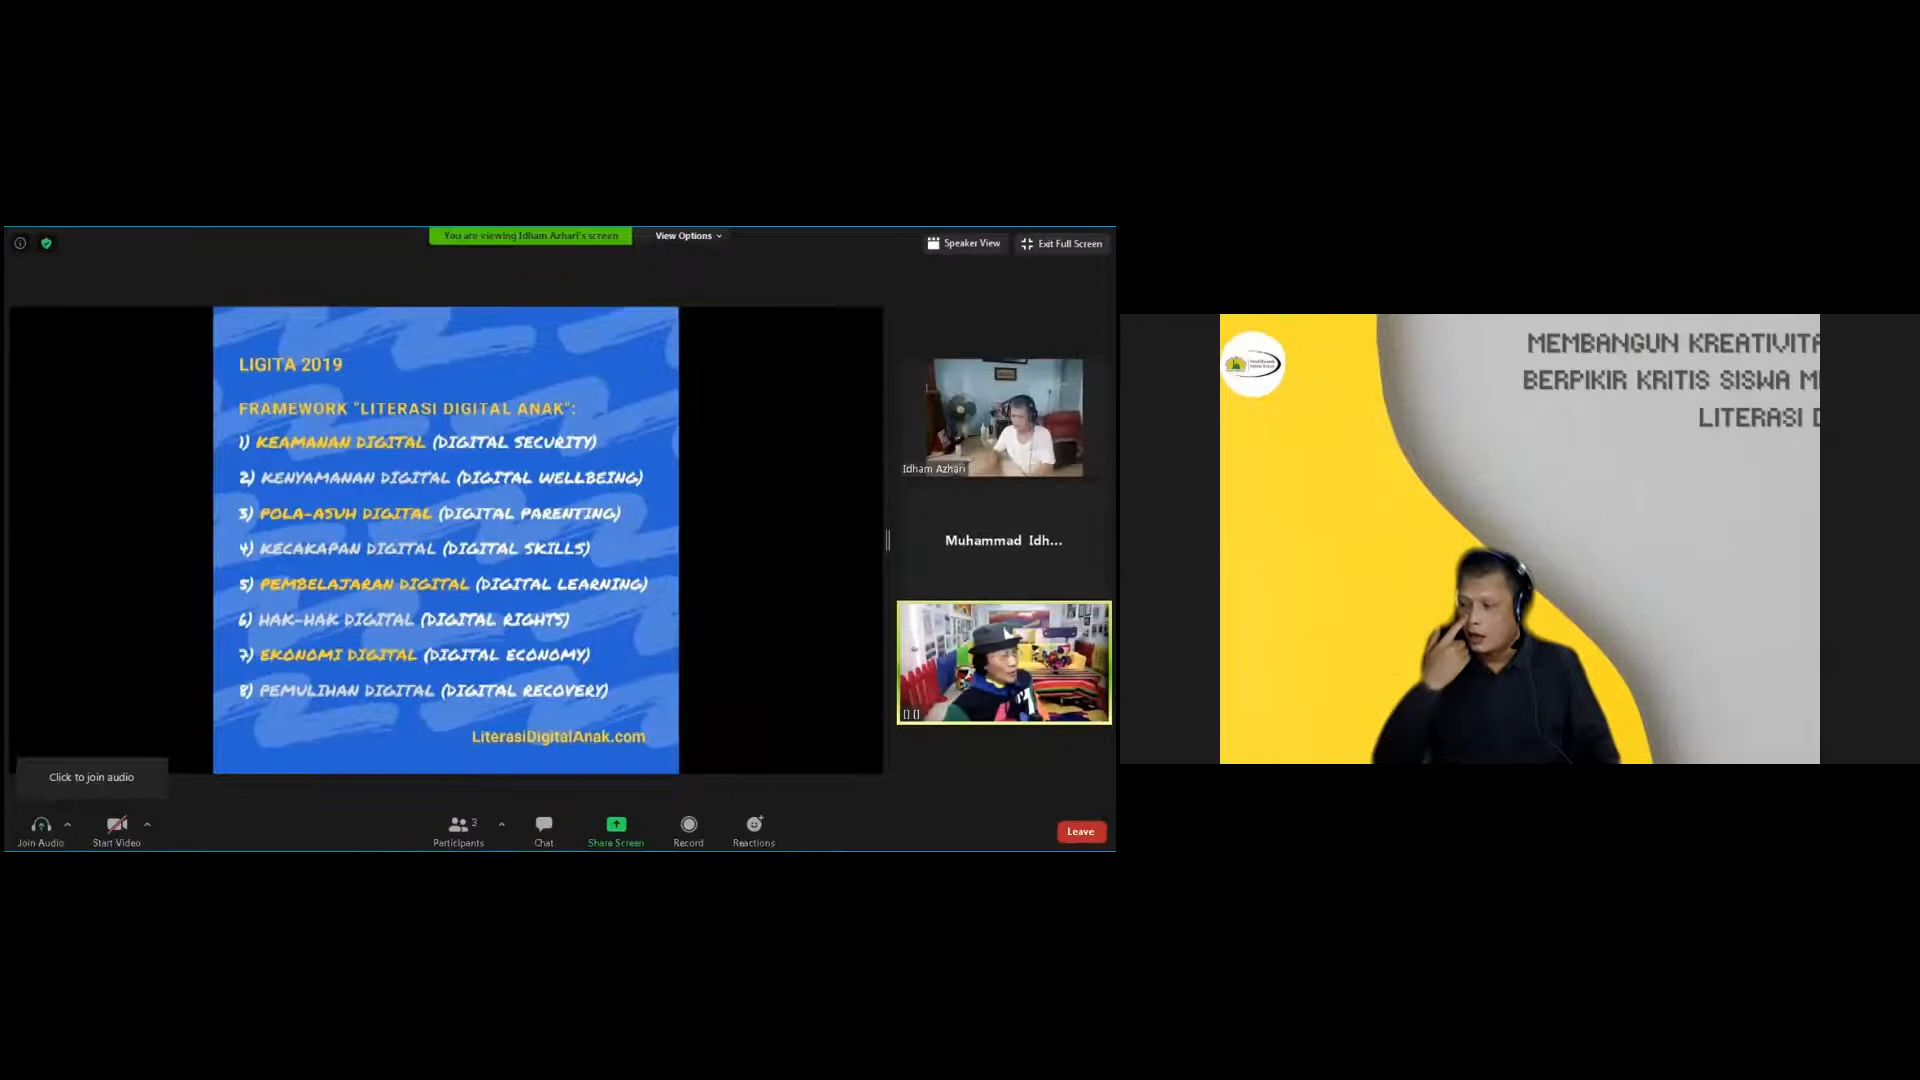 You are viewing Idham Azhari's screen
View Options
Speaker View
Exit Full Screen
LIGITA 2019
FRAMEWORK "LITERASI DIGITAL ANAK":
1) KEAMANAN DIGITAL (DIGITAL SECURITY)
2) KENYAMANAN DIGITAL (DIGITAL WELLBEING)
3) POLA-ASUH DIGITAL (DIGITAL PARENTING)
4) KECAKAPAN DIGITAL (DIGITAL SKILLS)
5) PEMBELAJARAN DIGITAL (DIGITAL LEARNING)
6) HAK-HAK DIGITAL (DIGITAL RIGHTS)
7) EKONOMI DIGITAL (DIGITAL ECONOMY)
8) PEMULIHAN DIGITAL (DIGITAL RECOVERY)
LiterasiDigitalAnak.com
Idham Azhari
Muhammad Idh...
Click to join audio
Join Audio
Start Video
Participants
3
Chat
Share Screen
Record
Reactions
Leave
MEMBANGUN KREATIVITA
BERPIKIR KRITIS SISWA M
LITERASI D